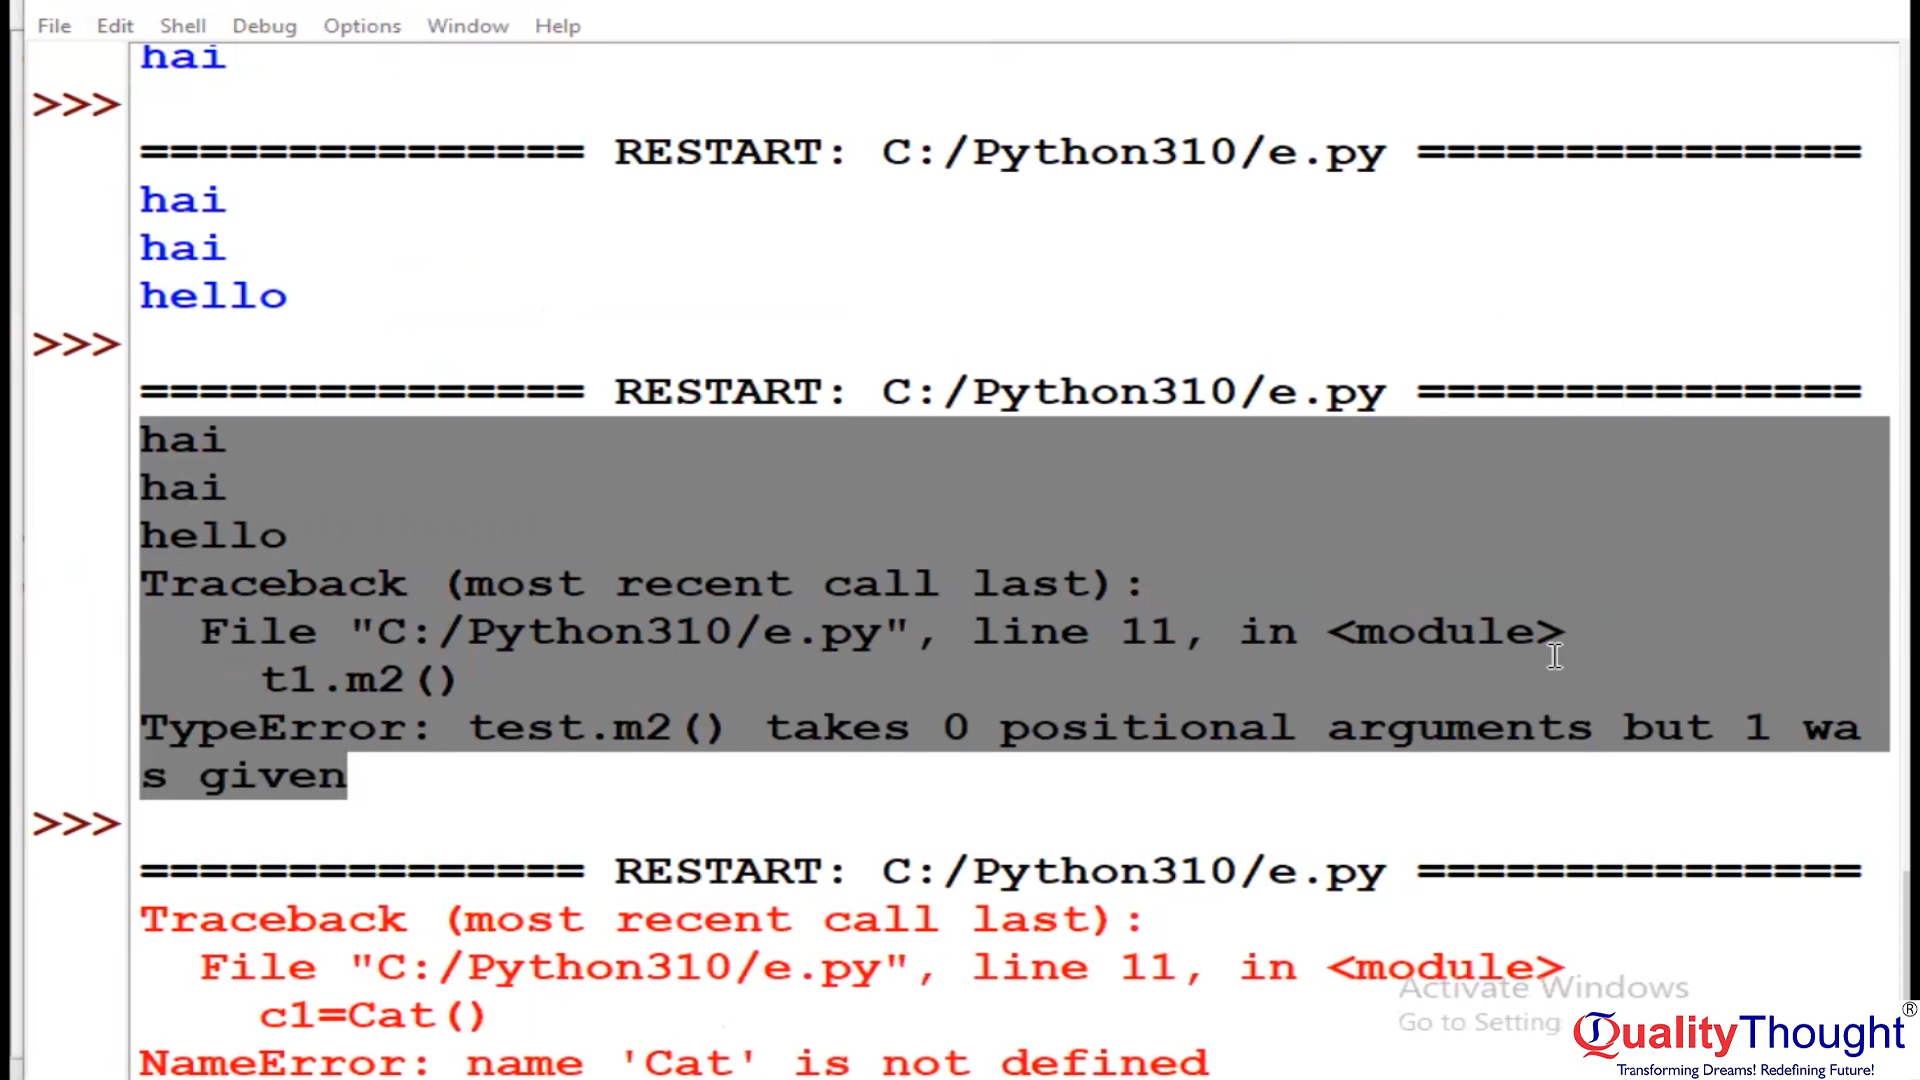 File Edit Shell Debug Options Window Help
hai
>>>
=============== RESTART: C:/Python310/e.py ===============
hai
hai
hello
>>>
=============== RESTART: C:/Python310/e.py ===============
hai
hai
hello
Traceback (most recent call last):
  File "C:/Python310/e.py", line 11, in <module>
    t1.m2()
TypeError: test.m2() takes 0 positional arguments but 1 wa
s given
>>>
=============== RESTART: C:/Python310/e.py ===============
Traceback (most recent call last):
  File "C:/Python310/e.py", line 11, in <module>
    c1=Cat()
NameError: name 'Cat' is not defined
Activate Windows
Go to Setting
QualityThought®
Transforming Dreams! Redefining Future!